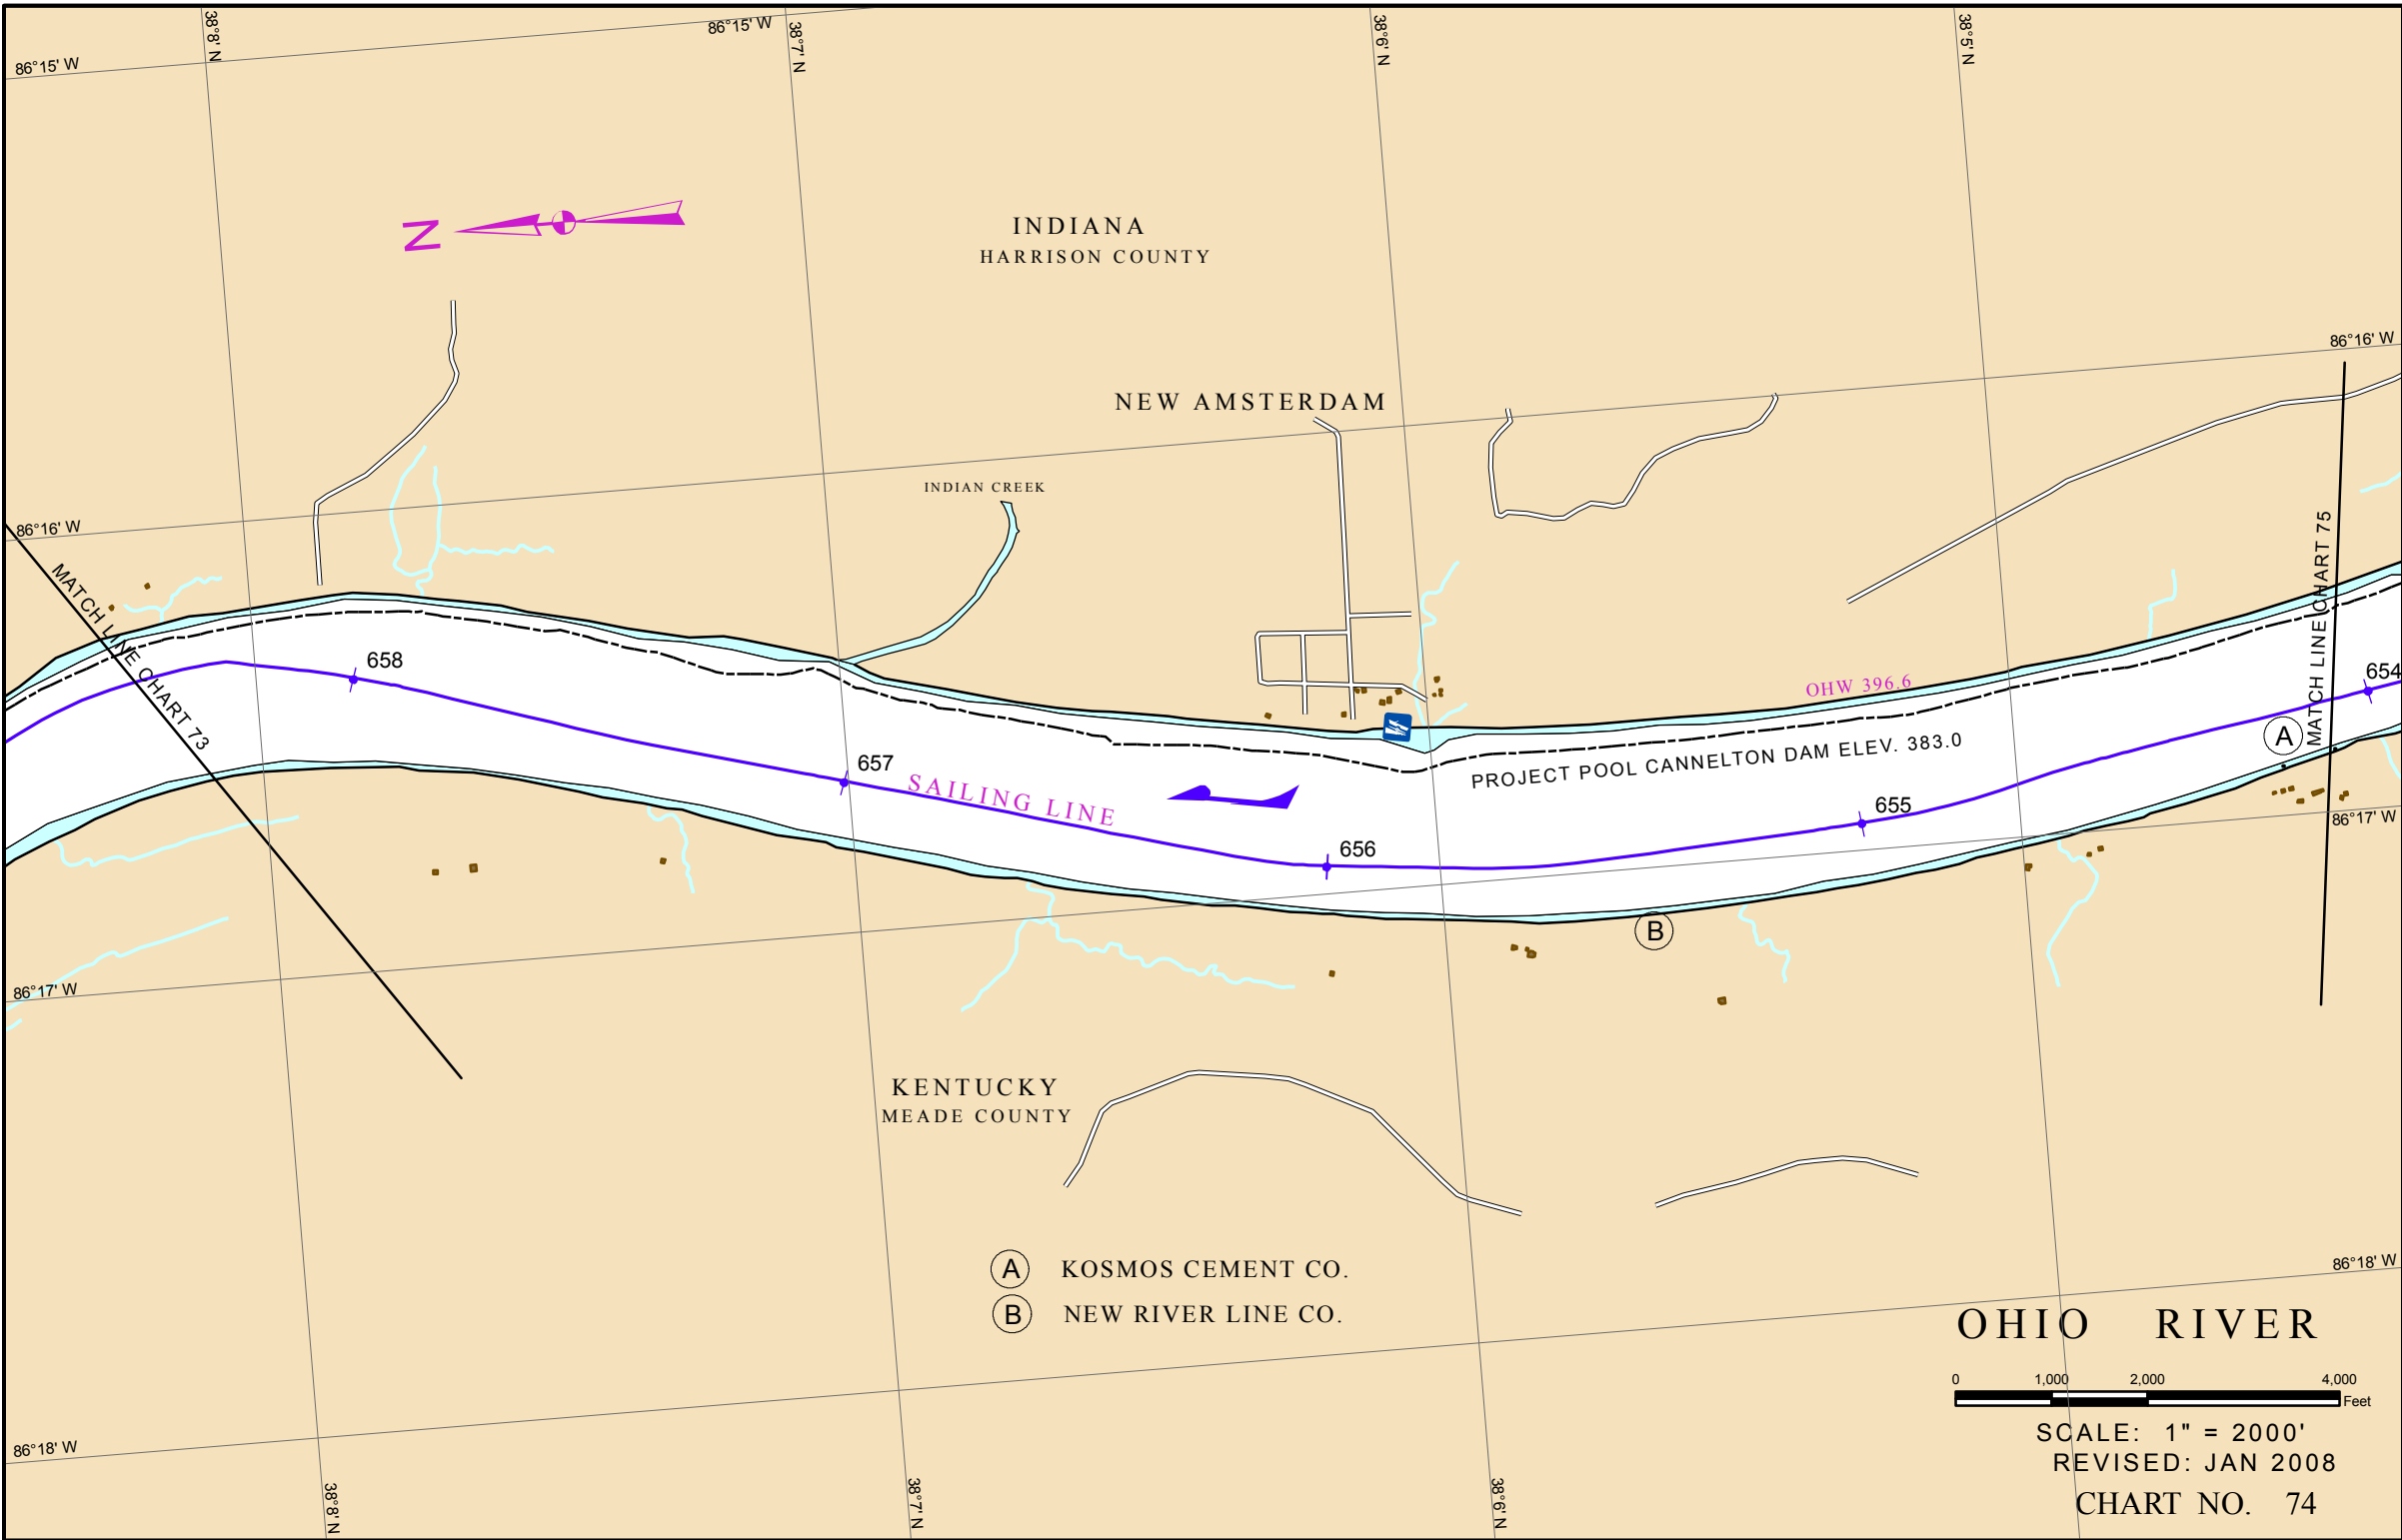 38°8' N
86°15' W
38°7' N
38°6' N
38°5' N
86°15' W
N
INDIANA
HARRISON COUNTY
86°16' W
NEW AMSTERDAM
INDIAN CREEK
86°16' W
MATCH LINE CHART 73
MATCH LINE CHART 75
658
654
OHW 396.6
657
SAILING LINE
PROJECT POOL CANNELTON DAM ELEV. 383.0
A
655
86°17' W
656
B
86°17' W
KENTUCKY
MEADE COUNTY
A KOSMOS CEMENT CO.
B NEW RIVER LINE CO.
86°18' W
OHIO RIVER
0 1,000 2,000 4,000
Feet
SCALE: 1" = 2000'
REVISED: JAN 2008
CHART NO. 74
86°18' W
38°8' N
38°7' N
38°6' N